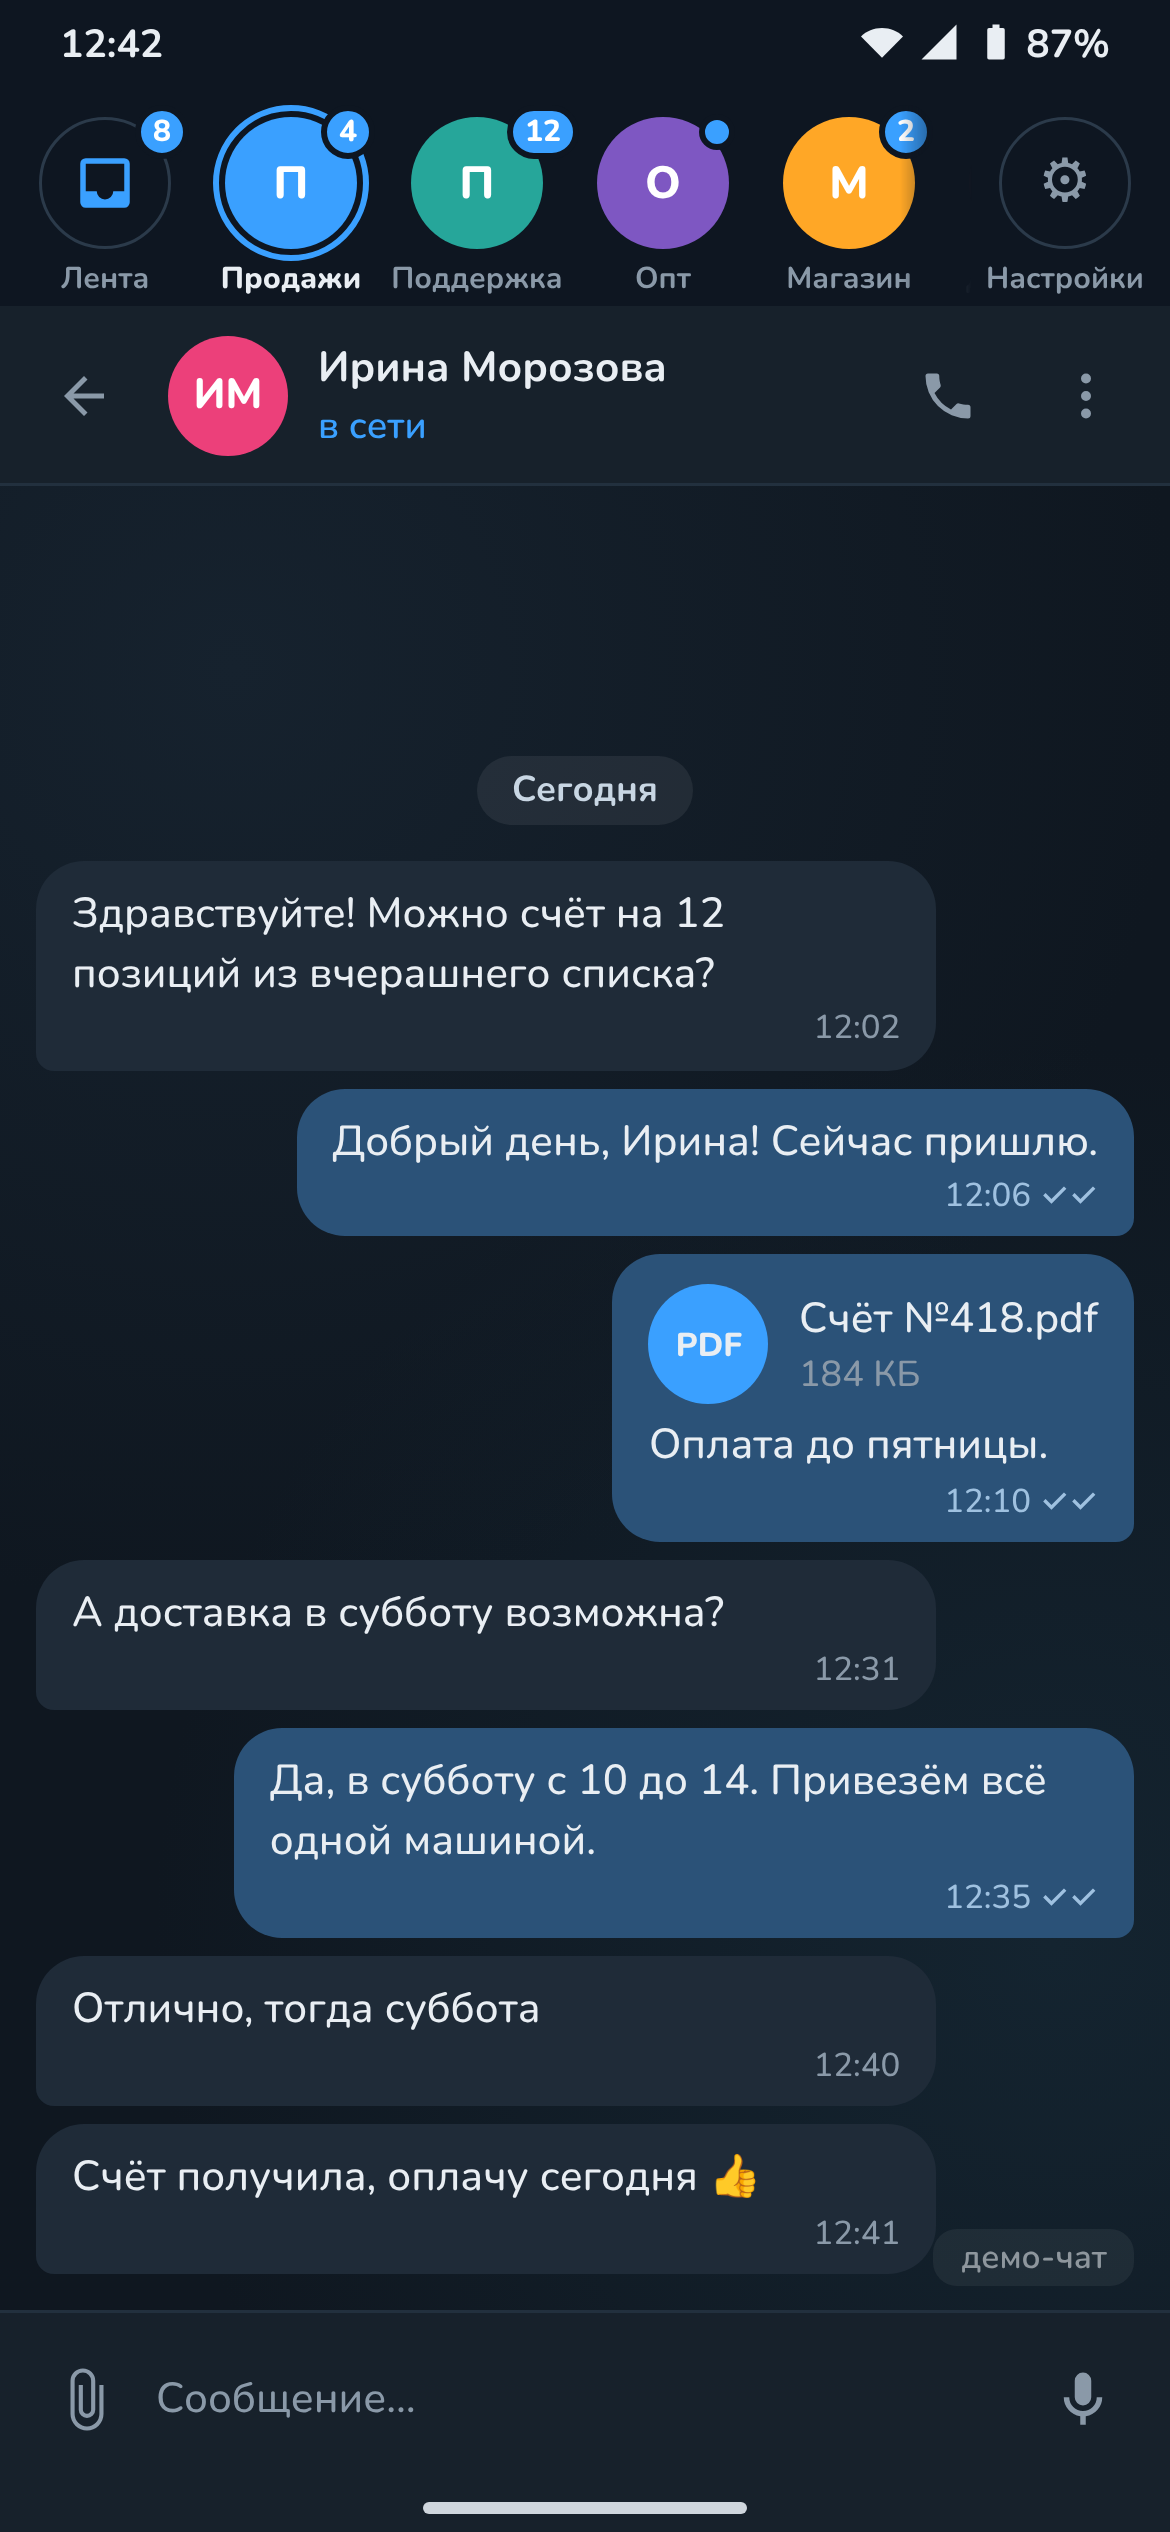 12:42
87%
8
4
12
2
П
П
О
М
Лента
Продажи
Поддержка
Опт
Магазин
Настройки
ИМ
Ирина Морозова
в сети
Сегодня
Здравствуйте! Можно счёт на 12
позиций из вчерашнего списка?
12:02
Добрый день, Ирина! Сейчас пришлю.
12:06
PDF
Счёт №418.pdf
184 КБ
Оплата до пятницы.
12:10
А доставка в субботу возможна?
12:31
Да, в субботу с 10 до 14. Привезём всё
одной машиной.
12:35
Отлично, тогда суббота
12:40
Счёт получила, оплачу сегодня 👍
12:41
демо-чат
Сообщение...